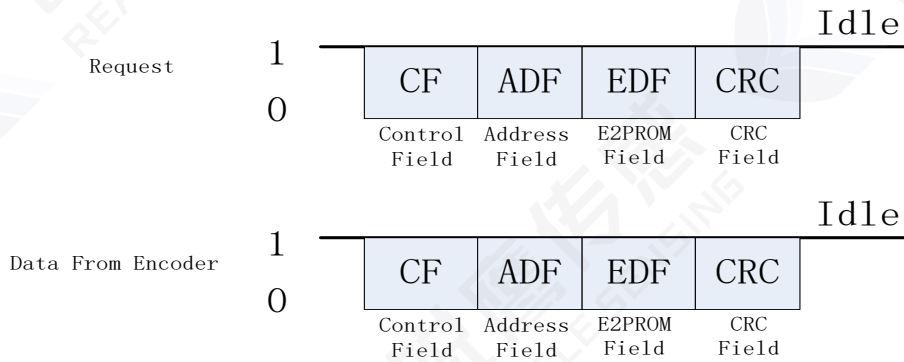 Idle
Request
1
0
CF ADF EDF CRC
Control Address E2PROM CRC
Field Field Field Field
Idle
Data From Encoder
1
0
CF ADF EDF CRC
Control Address E2PROM CRC
Field Field Field Field